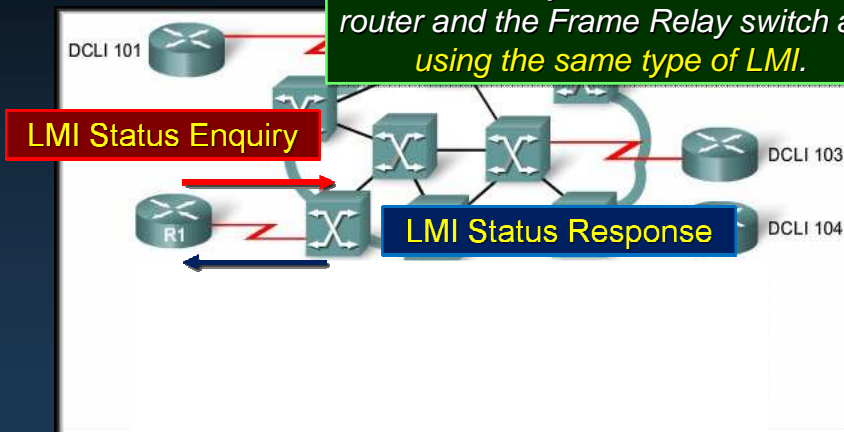 router and the Frame Relay switch a
using the same type of LMI.
DCLI 101
LMI Status Enquiry
DCLI 103
R1
LMI Status Response
DCLI 104